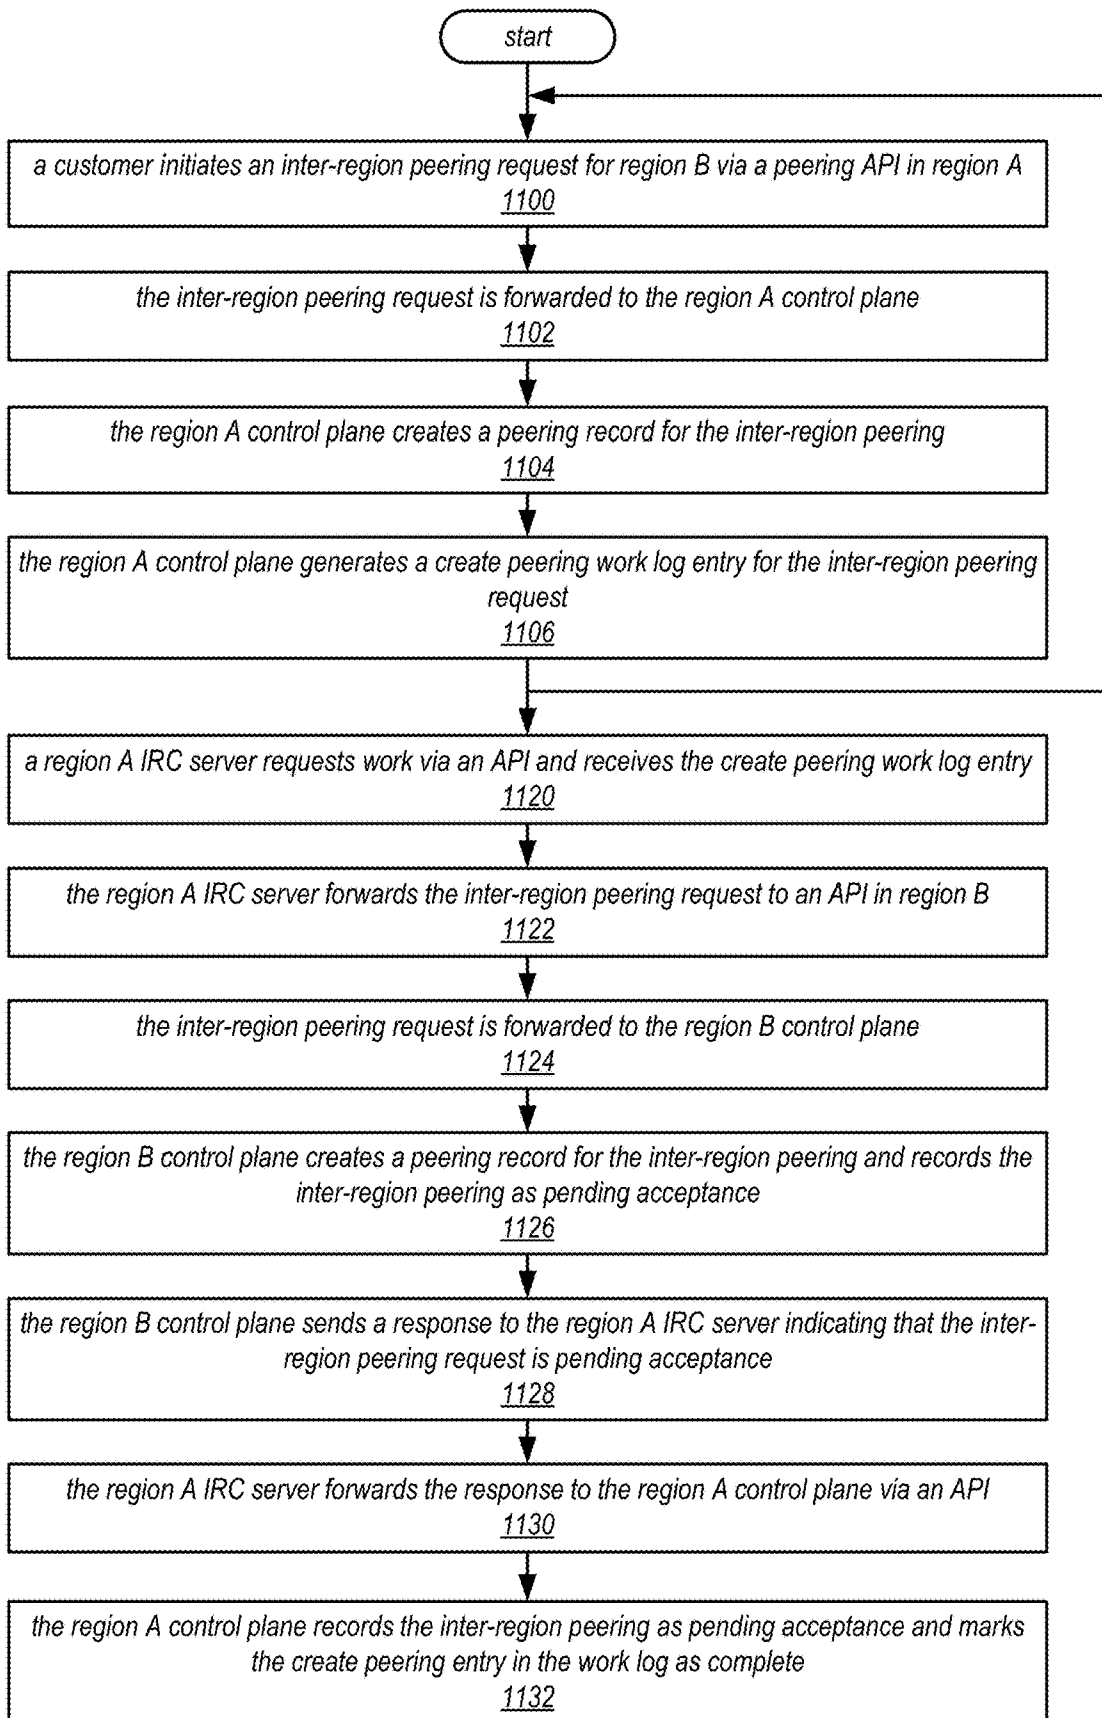 start
a customer initiates an inter-region peering request for region B via a peering API in region A
1100
the inter-region peering request is forwarded to the region A control plane
1102
the region A control plane creates a peering record for the inter-region peering
1104
the region A control plane generates a create peering work log entry for the inter-region peering
request
1106
a region A IRC server requests work via an API and receives the create peering work log entry
1120
the region A IRC server forwards the inter-region peering request to an API in region B
1122
the inter-region peering request is forwarded to the region B control plane
1124
the region B control plane creates a peering record for the inter-region peering and records the
inter-region peering as pending acceptance
1126
the region B control plane sends a response to the region A IRC server indicating that the inter-
region peering request is pending acceptance
1128
the region A IRC server forwards the response to the region A control plane via an API
1130
the region A control plane records the inter-region peering as pending acceptance and marks
the create peering entry in the work log as complete
1132